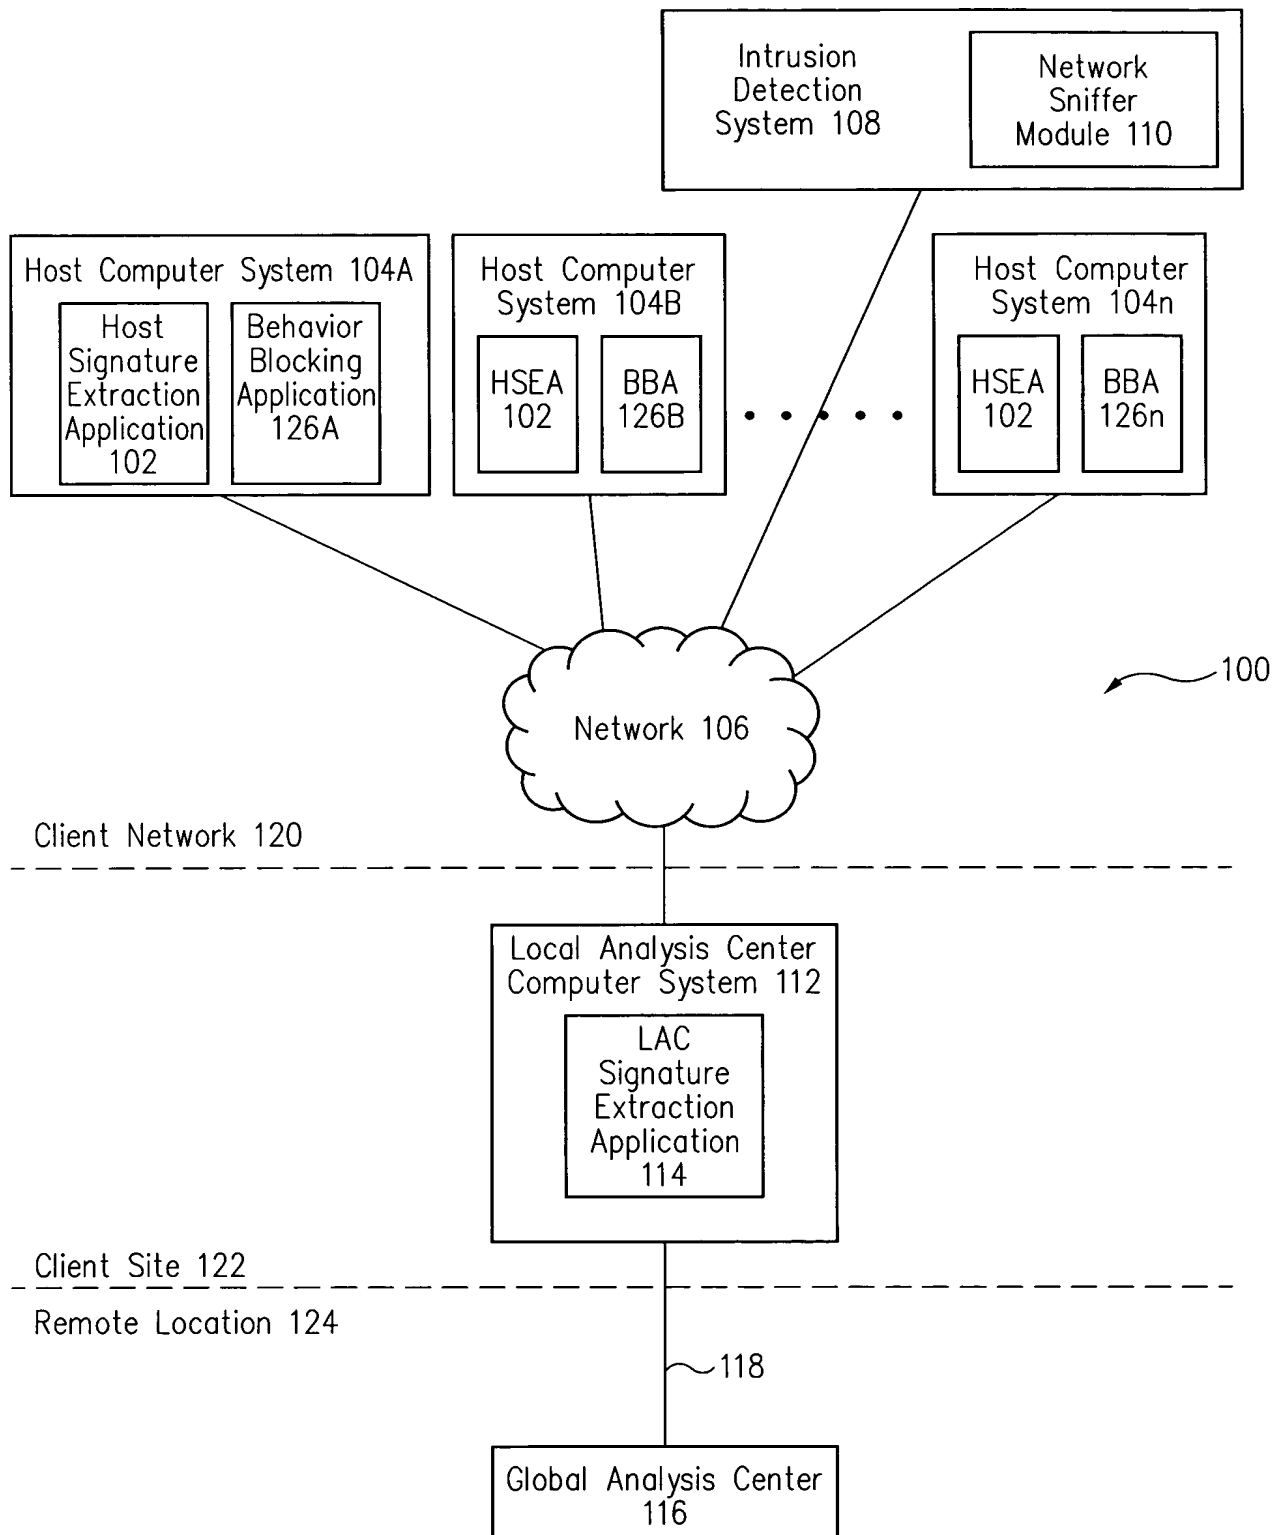 Intrusion
Detection
System 108
Network
Sniffer
Module 110
Host Computer System 104A
Host
Signature
Extraction
Application
102
Behavior
Blocking
Application
126A
Host Computer
System 104B
HSEA
102
BBA
126B
Host Computer
System 104n
HSEA
102
BBA
126n
100
Network 106
Client Network 120
Local Analysis Center
Computer System 112
LAC
Signature
Extraction
Application
114
Client Site 122
Remote Location 124
118
Global Analysis Center
116